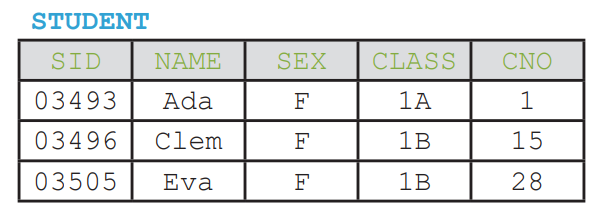 STUDENT
SID NAME SEX CLASS CNO
03493 Ada F 1A 1
03496 Clem F 1B 15
03505 Eva F 1B 28